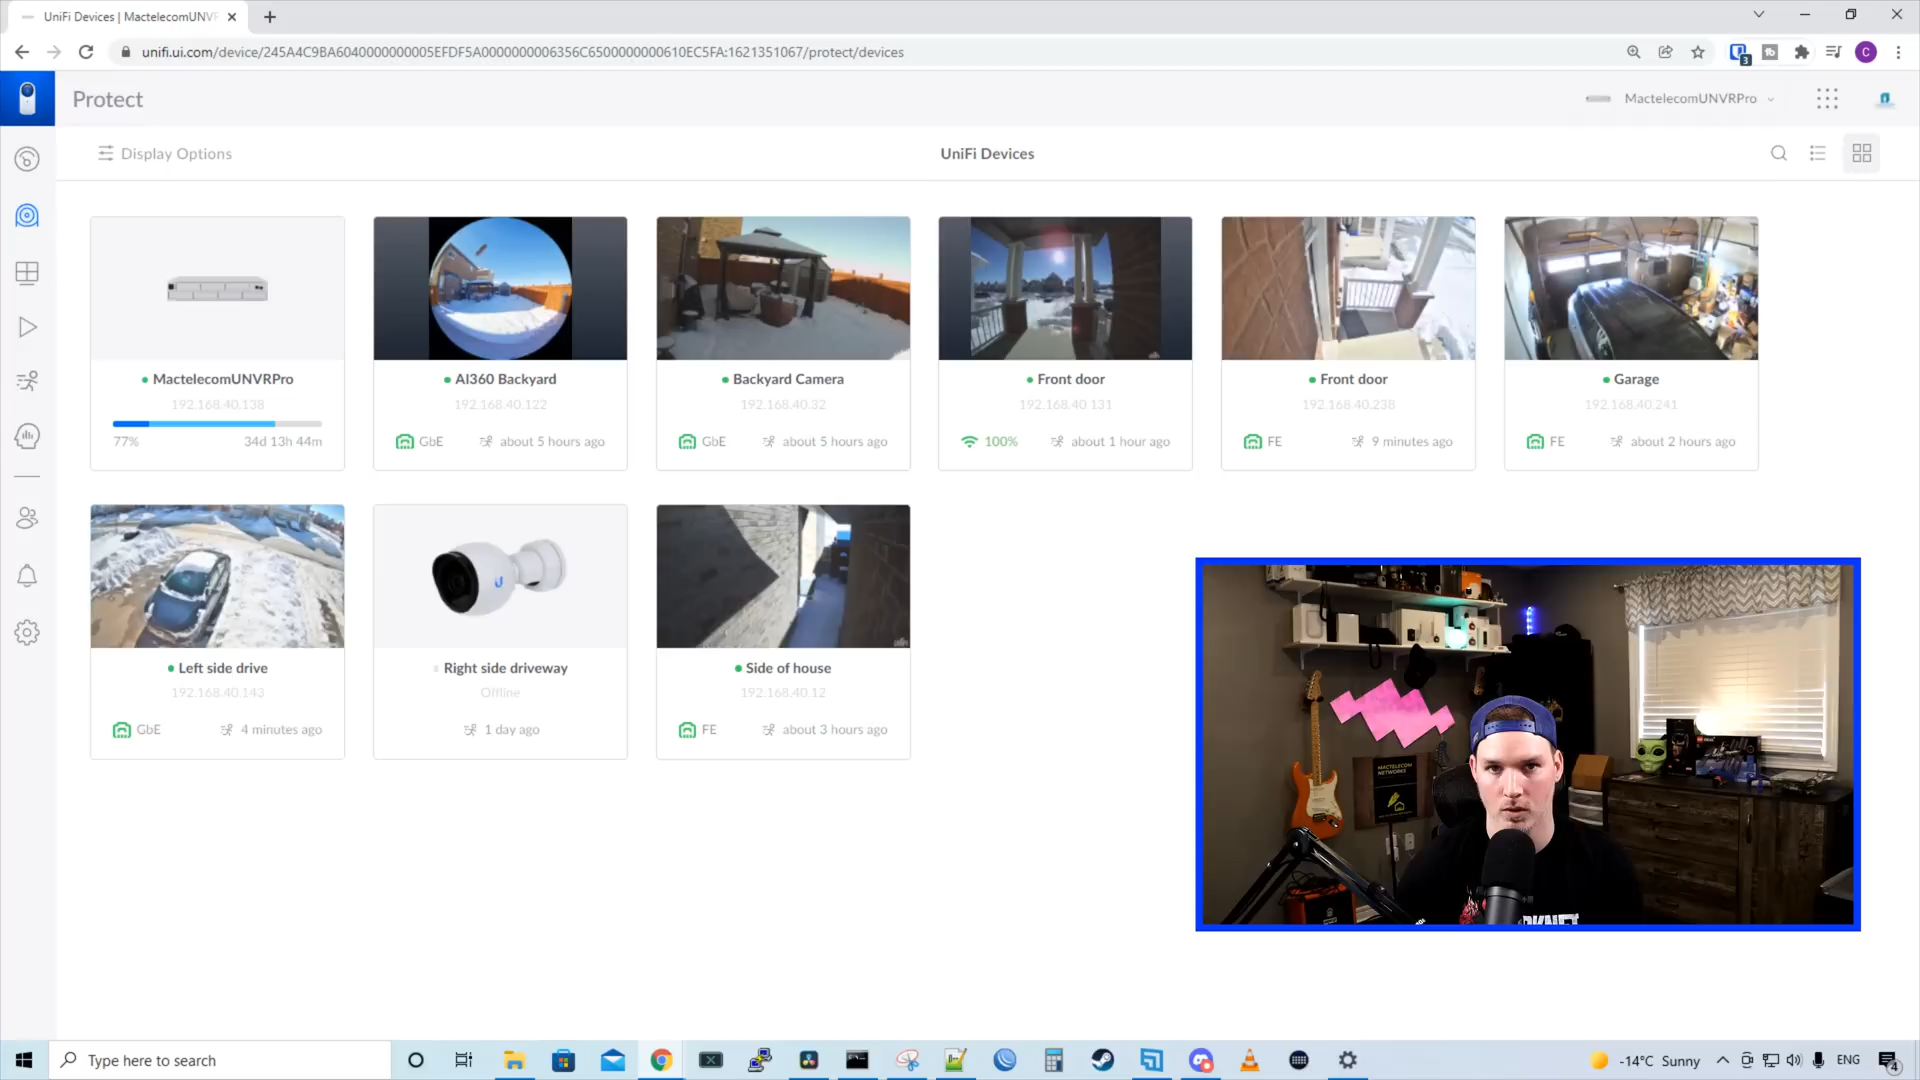 UniFi Devices | MactelecomUNVR
unifi.ui.com/device/245A4C9BA6040000000005EFDF5A0000000006356C6500000000610EC5FA:1621351067/protect/devices
3
C
Protect
MactelecomUNVRPro
Display Options
UniFi Devices
MactelecomUNVRPro
192.168.40.138
77% 34d 13h 44m
AI360 Backyard
192.168.40.122
GbE about 5 hours ago
Backyard Camera
192.168.40.32
GbE about 5 hours ago
Front door
192.168.40.131
100% about 1 hour ago
Front door
192.168.40.238
FE 9 minutes ago
Garage
192.168.40.241
FE about 2 hours ago
Left side drive
192.168.40.143
GbE 4 minutes ago
Right side driveway
Offline
1 day ago
Side of house
192.168.40.12
FE about 3 hours ago
MACTELECOM
NETWORKS
Type here to search
-14°C Sunny
ENG
4